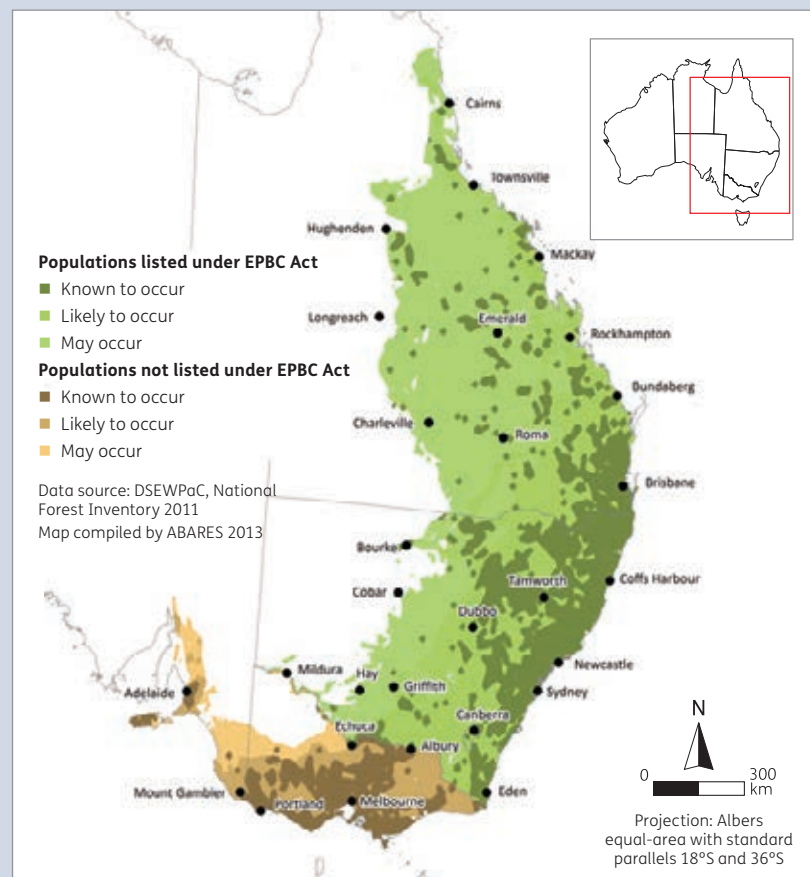 Cairns
Townsville
Hughenden
Mackay
Populations listed under EPBC Act
Known to occur
Likely to occur
May occur
Longreach
Emerald
Rockhampton
Populations not listed under EPBC Act
Known to occur
Likely to occur
May occur
Bundaberg
Charleville
Roma
Data source: DSEWPaC, National
Forest Inventory 2011
Map compiled by ABARES 2013
Brisbane
Bourke
Cobar
Tamworth
Coffs Harbour
Dubbo
Newcastle
Mildura
Hay
Griffith
Sydney
Adelaide
Canberra
Echuca
Albury
N
0 300
km
Mount Gambier
Portland
Melbourne
Eden
Projection: Albers
equal-area with standard
parallels 18°S and 36°S